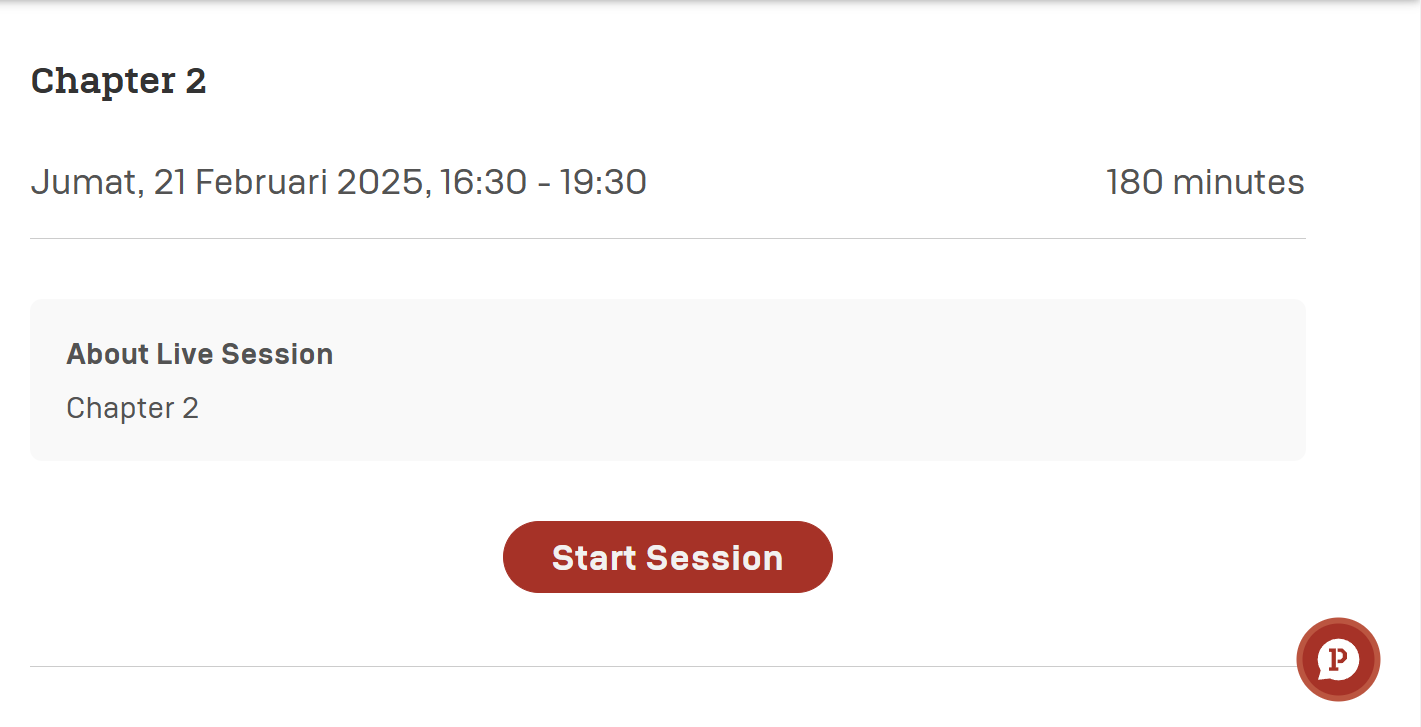 Chapter 2
Jumat, 21 Februari 2025, 16:30 - 19:30
180 minutes
About Live Session
Chapter 2
Start Session
P